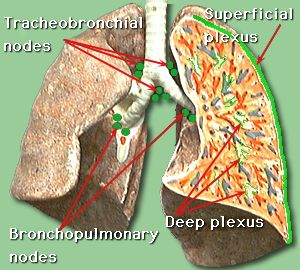 Tracheobronchial
nodes
Superficial
plexus
Deep plexus
Bronchopulmonary
nodes